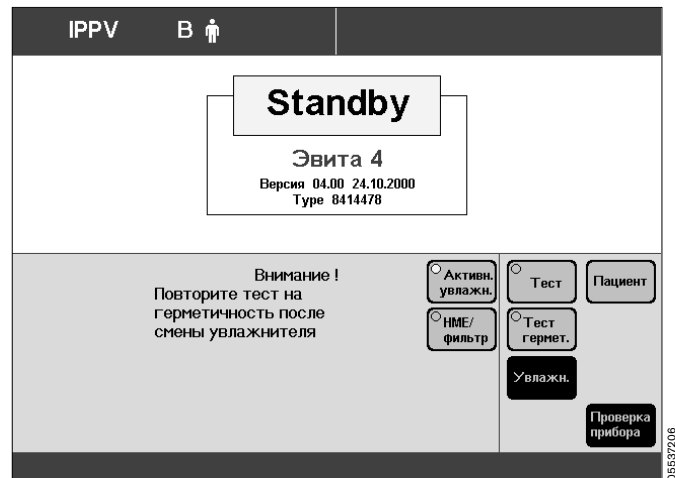 IPPV B
Standby
Эвита 4
Версия 04.00 24.10.2000
Type 8414478
Внимание !
Повторите тест на
герметичность после
смены увлажнителя
Активн.
увлажн.
HME/
фильтр
Тест
Тест
гермет.
Увлажн.
Пациент
Проверка
прибора
05537206